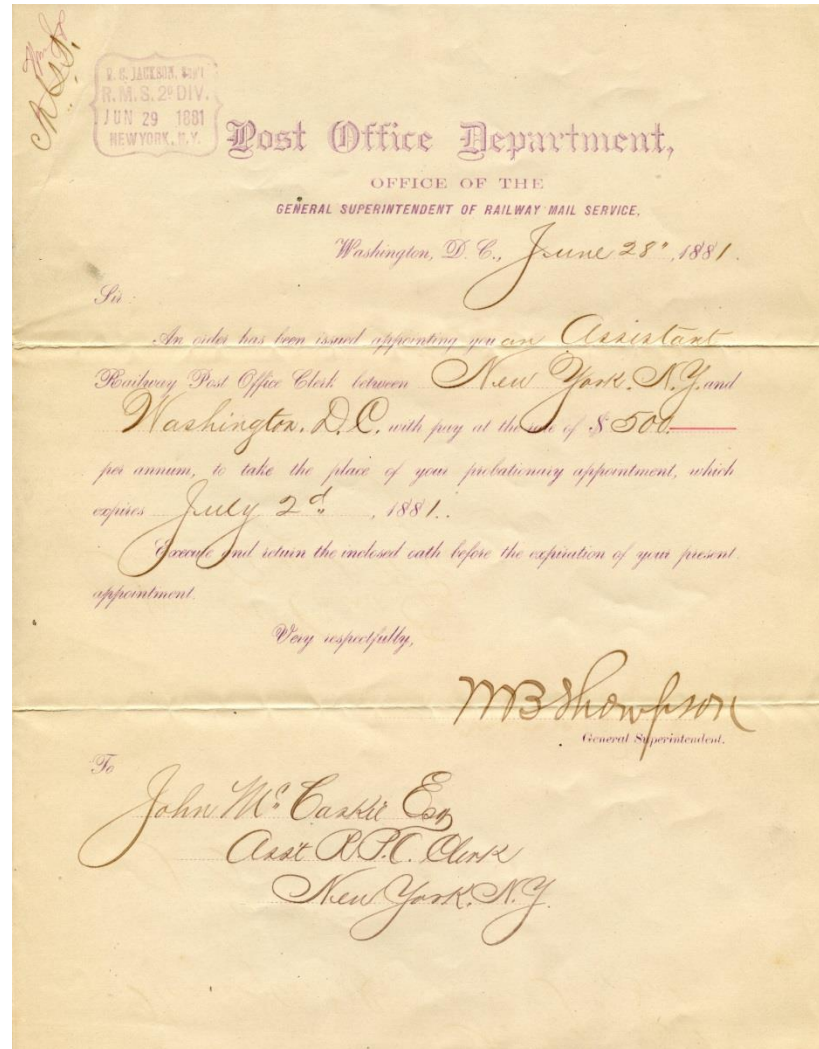 R. C. JACKSON, Sup't
R. M. S. 2D DIV.
JUN 29 1881
NEW YORK, N.Y.
Post Office Department,
OFFICE OF THE
GENERAL SUPERINTENDENT OF RAILWAY MAIL SERVICE,
Washington, D. C., June 28", 1881.
Sir:
An order has been issued appointing you an Assistant
Railway Post Office Clerk between New York. N.Y. and
Washington. D.C. with pay at the rate of $500
per annum, to take the place of your probationary appointment, which
expires July 2d, 1881.
Execute and return the inclosed oath before the expiration of your present
appointment.
Very respectfully,
W B Thompson
General Superintendent.
To
John McCaskie Esq
Asst R. P. O. Clerk
New York. N.Y.